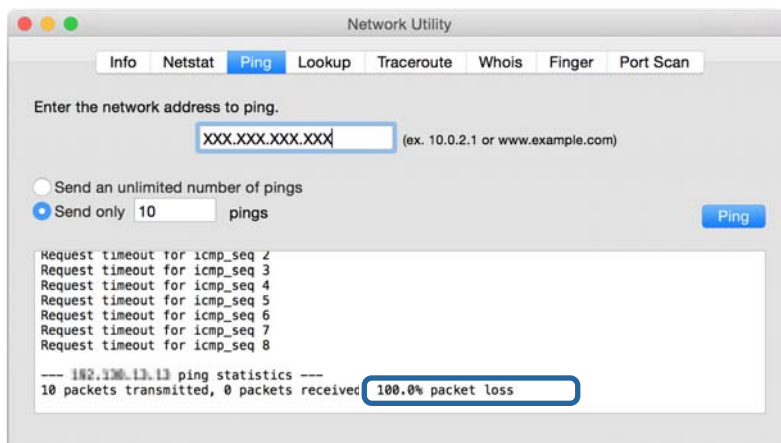 Network Utility
Info Netstat Ping Lookup Traceroute Whois Finger Port Scan
Enter the network address to ping.
XXX.XXX.XXX.XXX (ex. 10.0.2.1 or www.example.com)
Send an unlimited number of pings
Send only 10 pings
Ping
Request timeout for icmp_seq 2
Request timeout for icmp_seq 3
Request timeout for icmp_seq 4
Request timeout for icmp_seq 5
Request timeout for icmp_seq 6
Request timeout for icmp_seq 7
Request timeout for icmp_seq 8
--- ping statistics ---
10 packets transmitted, 0 packets received 100.0% packet loss